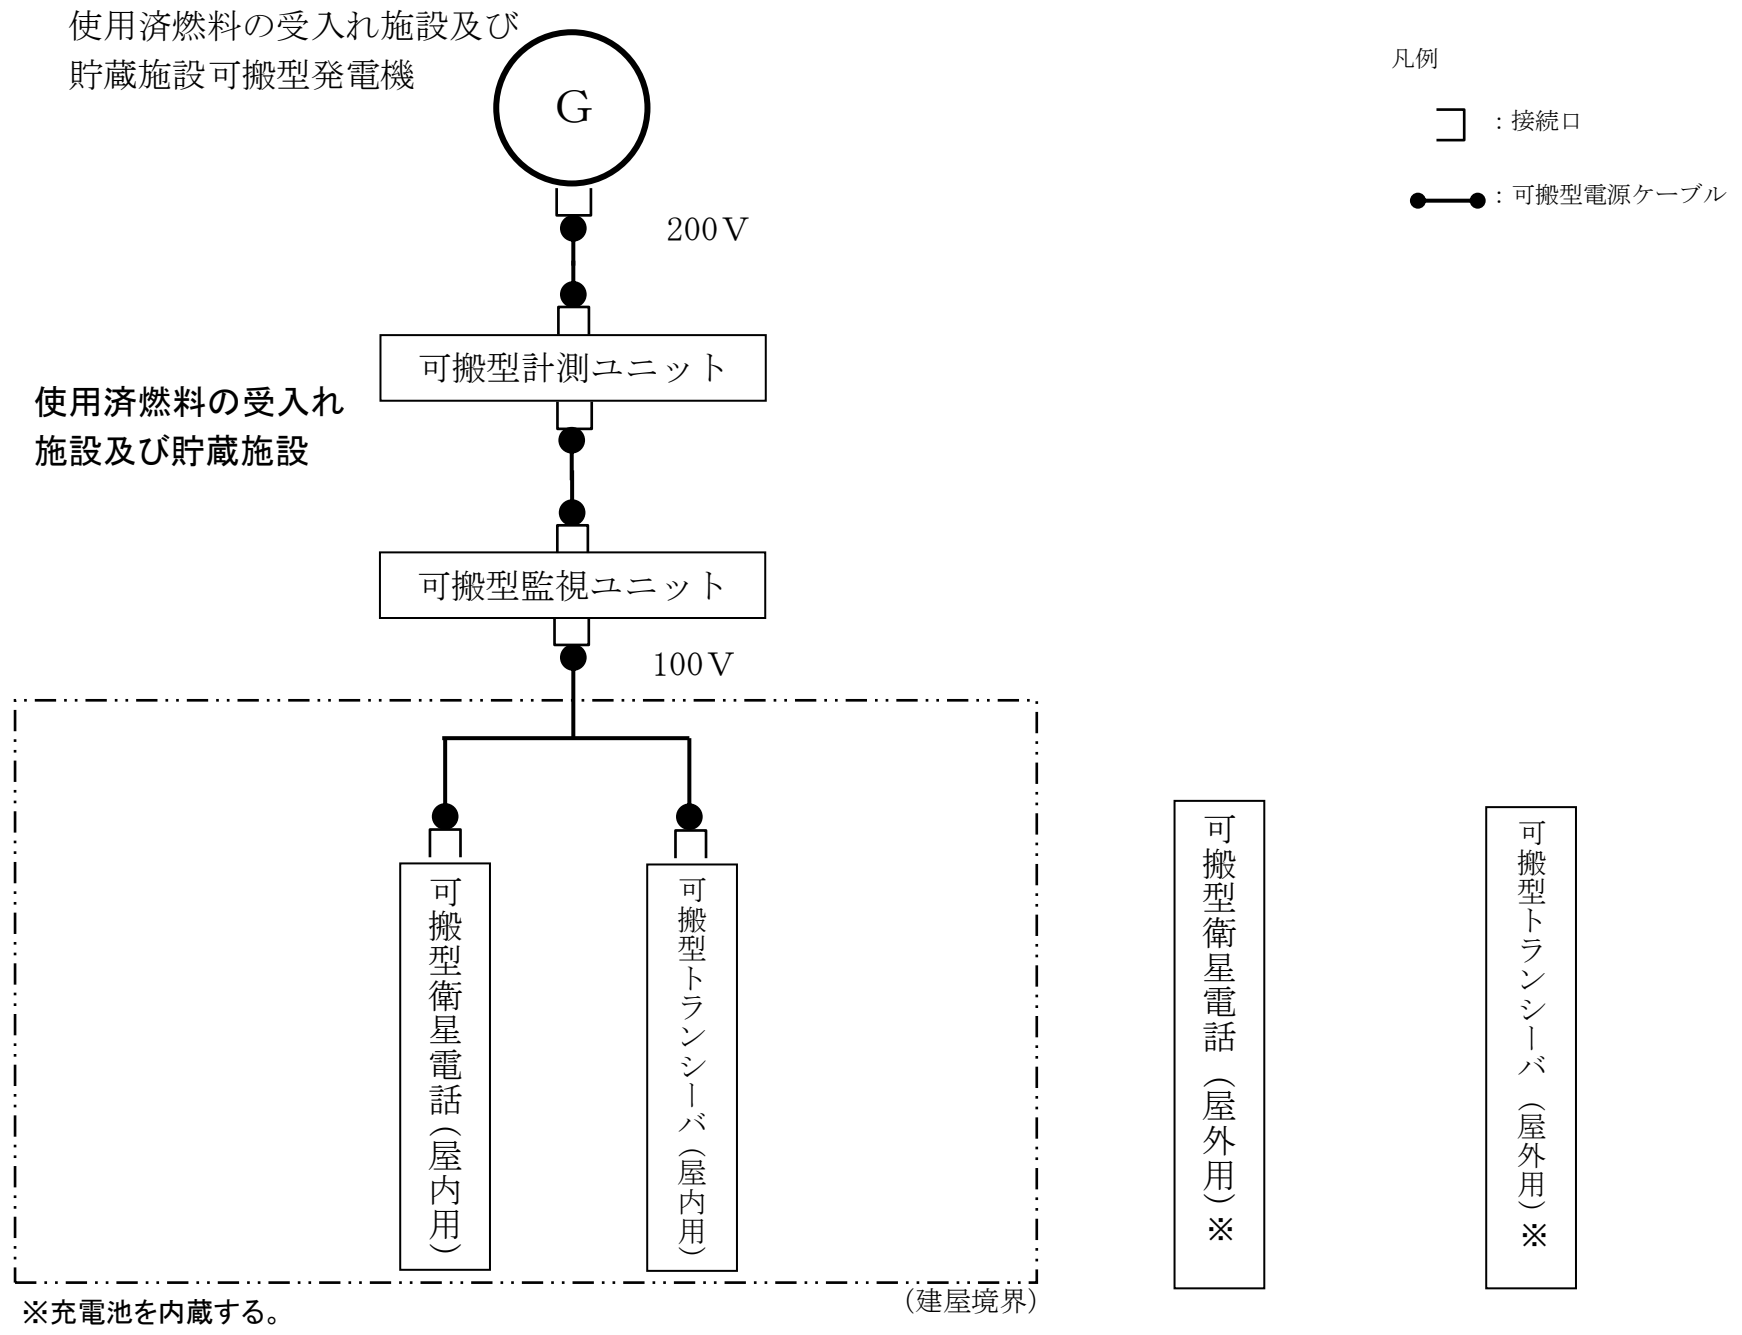 使用済燃料の受入れ施設及び
貯蔵施設可搬型発電機
G
凡例
：接続口
：可搬型電源ケーブル
200V
可搬型計測ユニット
使用済燃料の受入れ
施設及び貯蔵施設
可搬型監視ユニット
100V
可搬型衛星電話（屋内用）
可搬型トランシーバ（屋内用）
可搬型衛星電話（屋外用）※
可搬型トランシーバ（屋外用）※
（建屋境界）
※充電池を内蔵する。